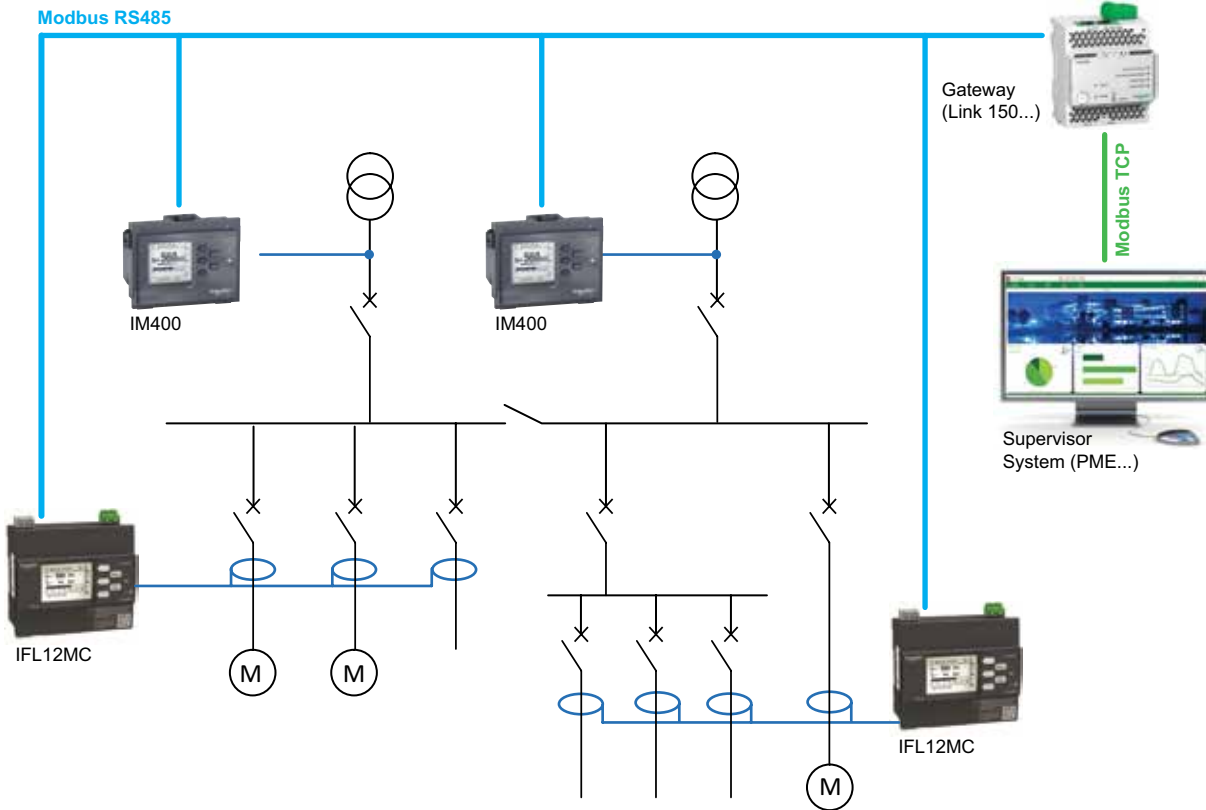 Modbus RS485
Gateway
(Link 150...)
Modbus TCP
IM400
IM400
Supervisor
System (PME...)
IFL12MC
M
M
IFL12MC
M